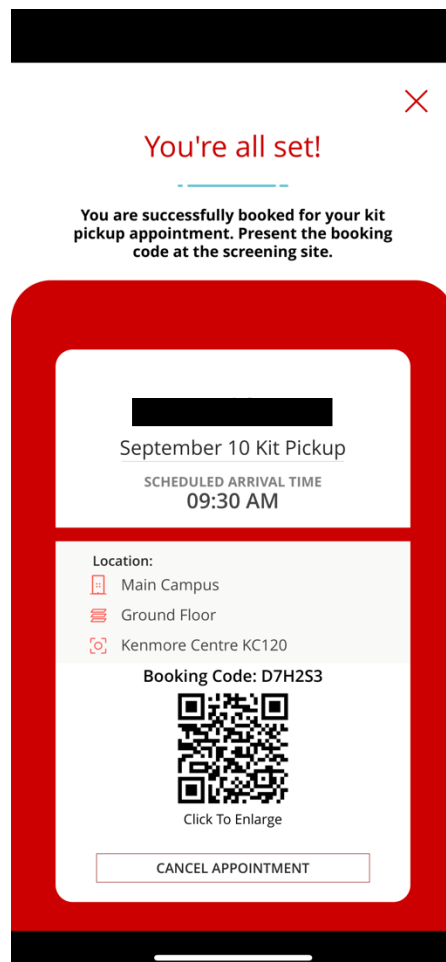 You're all set!
You are successfully booked for your kit
pickup appointment. Present the booking
code at the screening site.
September 10 Kit Pickup
SCHEDULED ARRIVAL TIME
09:30 AM
Location:
Main Campus
Ground Floor
Kenmore Centre KC120
Booking Code: D7H2S3
Click To Enlarge
CANCEL APPOINTMENT